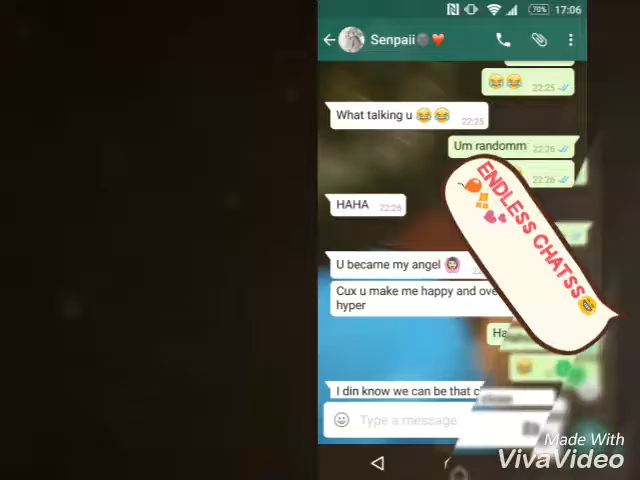 70% 17:06
Senpaii
22:25
What talking u
22:25
Um randomm 22:26
22:26
HAHA 22:26
ENDLESS CHATSS
U became my angel
Cux u make me happy and ove
hyper
Ha
I din know we can be that c
Type a message
Made With
VivaVideo